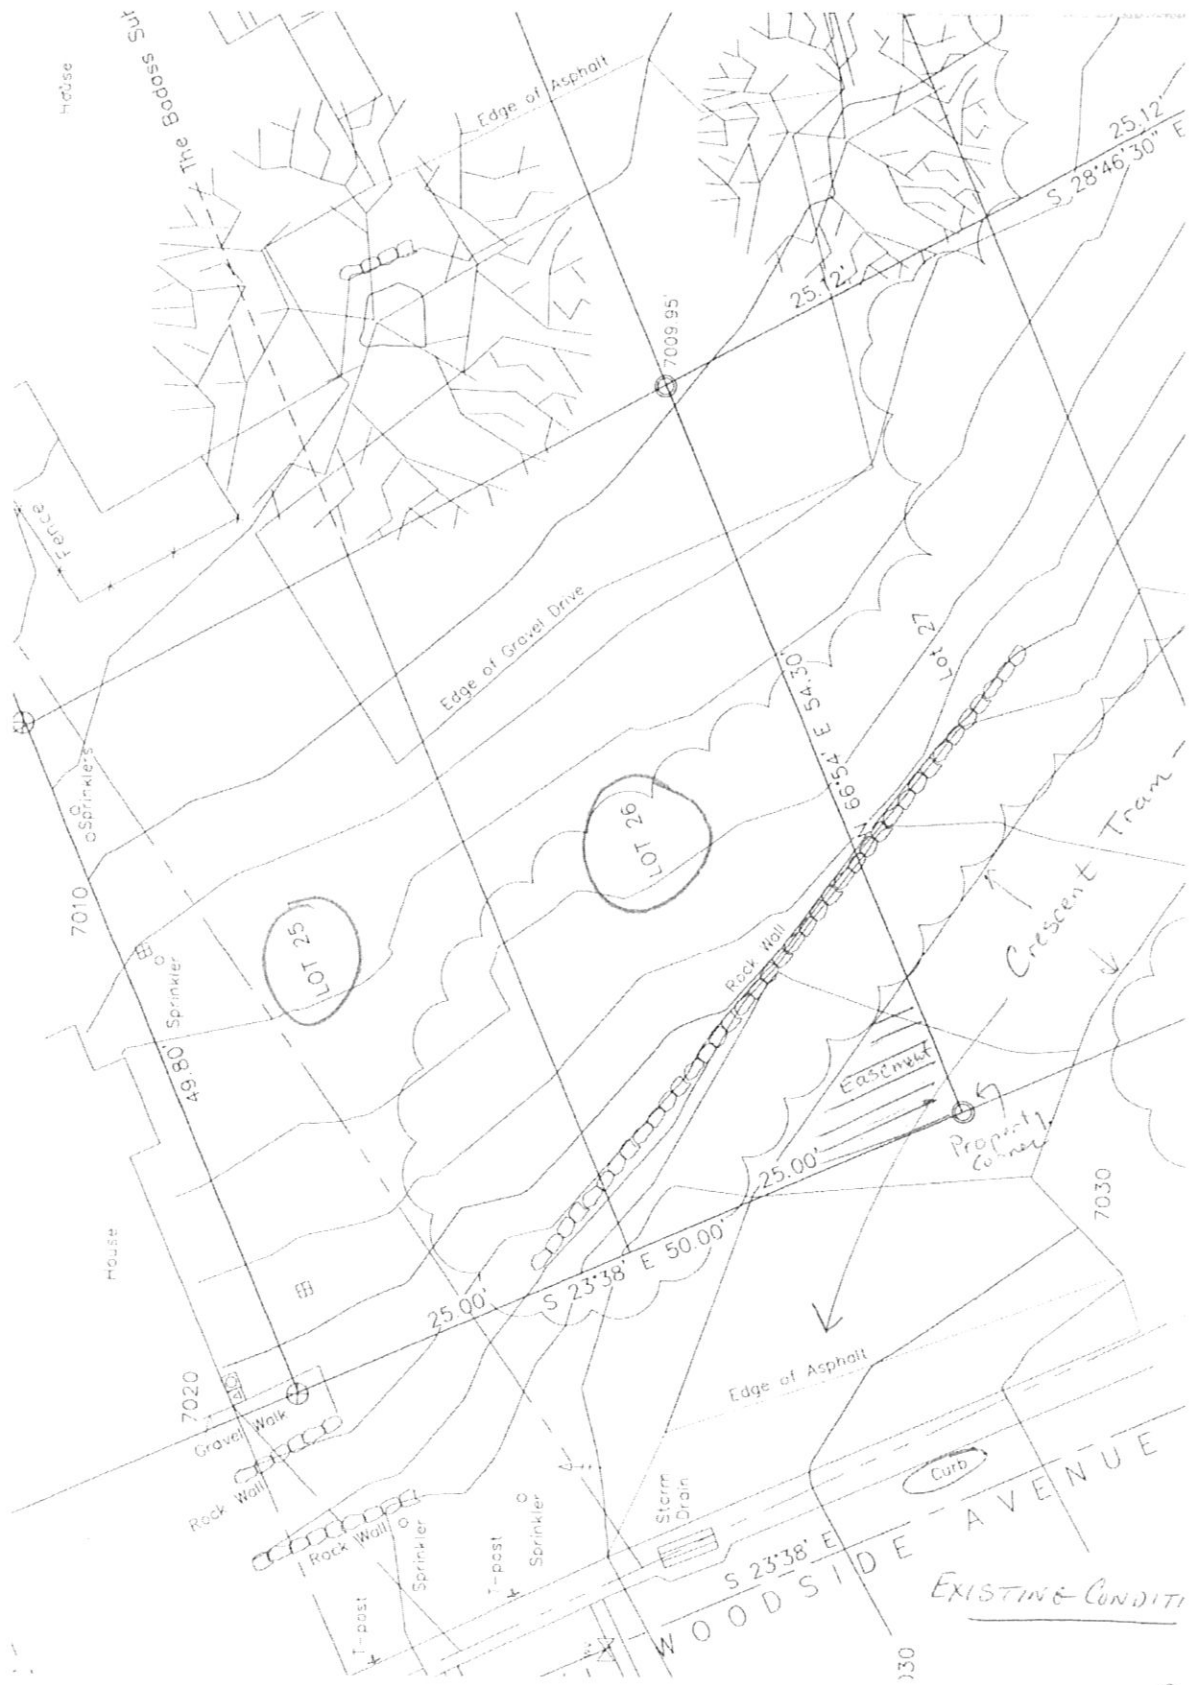 House
The Badass Sur
Edge of Asphalt
25.12'
S 28°46'30" E
25.12'
7009.95'
Fence
Edge of Gravel Drive
Lot 27
N 66°54' E 54.30'
Sprinklers
7010
LOT 26
LOT 25
Sprinkler
49.80'
Rock Wall
Crescent Tram -
Easement
Property
Corner
25.00'
7030
House
S 23°38' E 50.00'
25.00'
7020
Edge of Asphalt
Gravel Walk
Rock Wall
Rock Wall
Sprinkler
Sprinkler
T-post
T-post
Storm
Drain
Curb
S 23°38' E
WOODSIDE AVENUE
EXISTING CONDITI
030